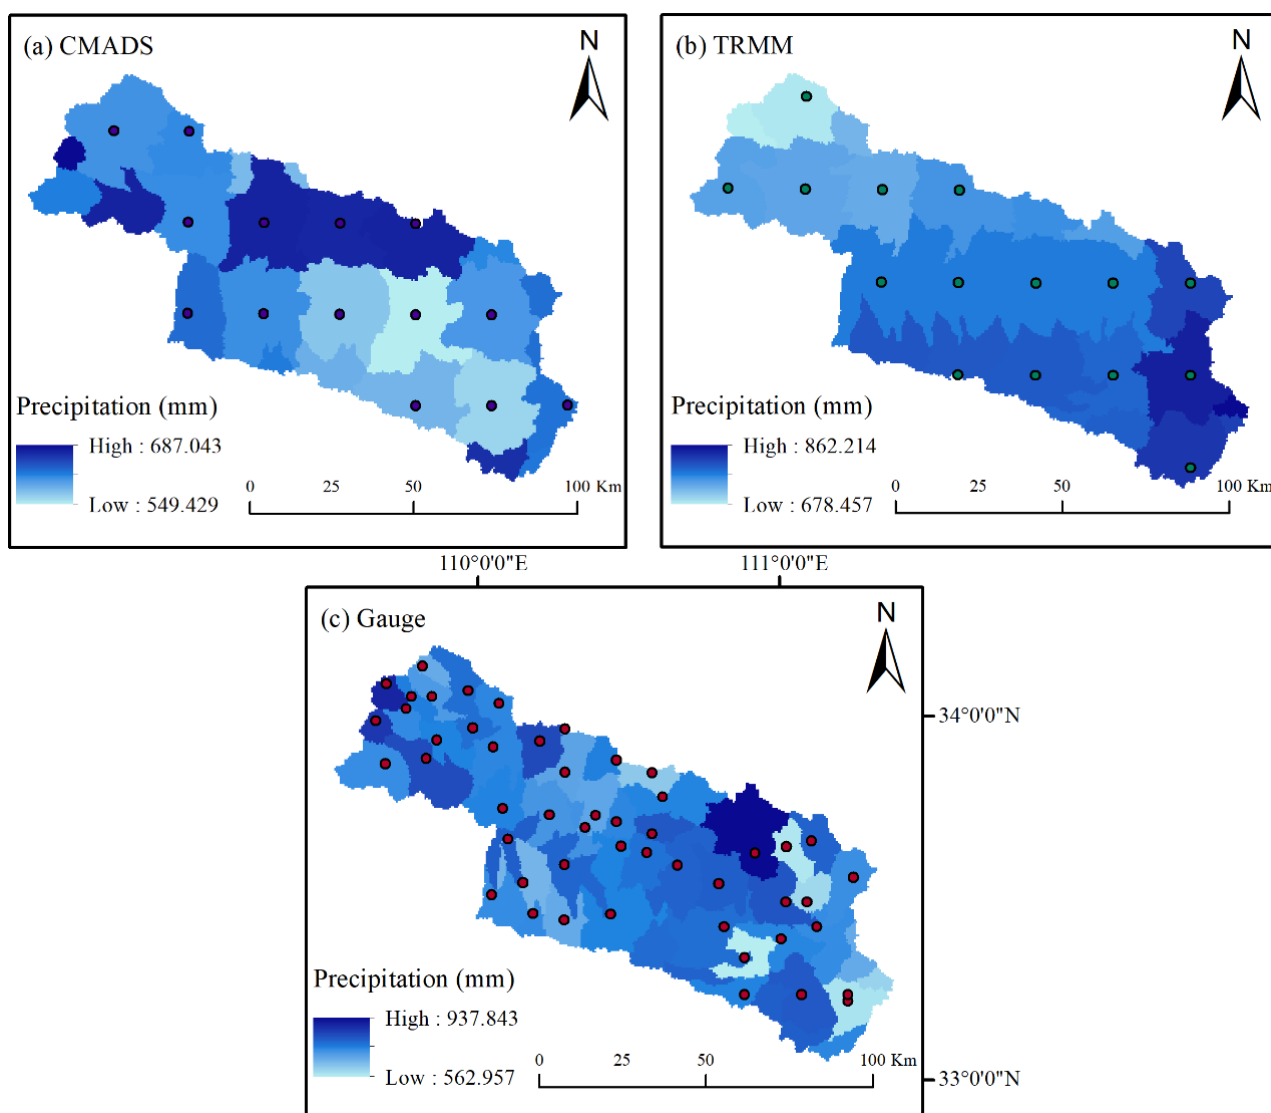 (a) CMADS
N
Precipitation (mm)
High : 687.043
Low : 549.429
0 25 50 100 Km
(b) TRMM
N
Precipitation (mm)
High : 862.214
Low : 678.457
0 25 50 100 Km
110°0'0"E 111°0'0"E
(c) Gauge
N
34°0'0"N
Precipitation (mm)
High : 937.843
Low : 562.957
0 25 50 100 Km
33°0'0"N